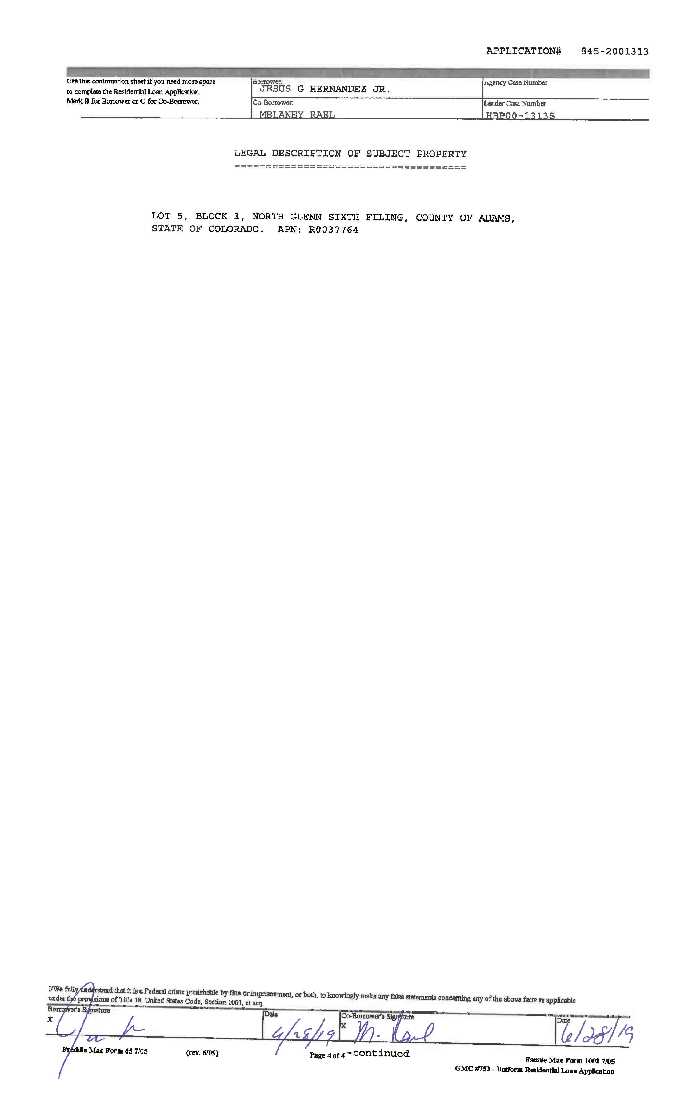 APPLICATION# 845-2001313
Use this continuation sheet if you need more space
to complete the Residential Loan Application.
Mark B for Borrower or C for Co-Borrower.
Borrower:
JESUS G HERNANDEZ JR.
Agency Case Number
Co-Borrower:
MELANEY RAEL
Lender Case Number
LEGAL DESCRIPTION OF SUBJECT PROPERTY
=====================================
LOT 5, BLOCK 3, NORTH GLENN SIXTH FILING, COUNTY OF ADAMS,
STATE OF COLORADO. APN: R0037764
I/We fully understand that it is a Federal crime punishable by fine or imprisonment, or both, to knowingly make any false statements concerning any of the above facts as applicable
under the provisions of Title 18, United States Code, Section 1001, et seq.
Borrower's Signature
X
Date
6/28/19
Co-Borrower's Signature
X M. Rael
Date
6/28/19
Freddie Mac Form 65 7/05 (rev. 6/09)
Page 4 of 4 - continued
Fannie Mae Form 1003 7/05
Uniform Residential Loan Application